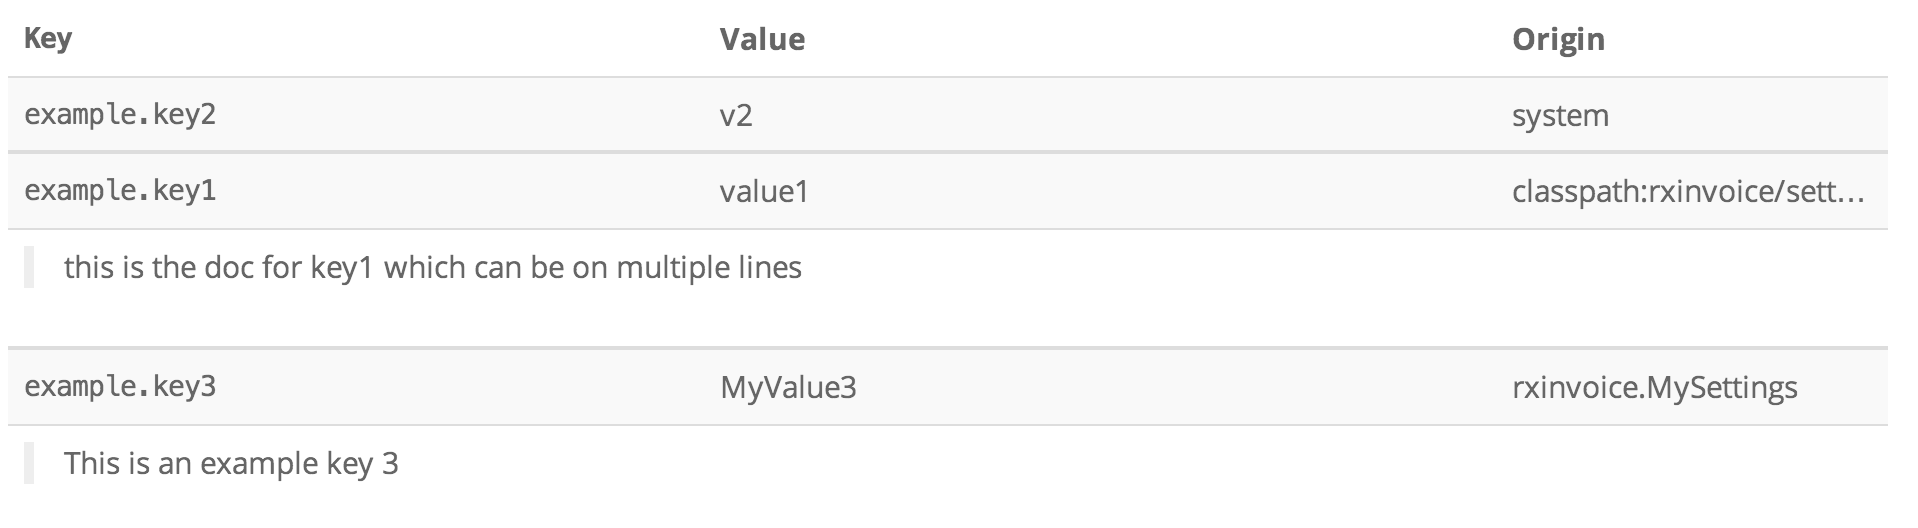 Key Value Origin
example.key2 v2 system
example.key1 value1 classpath:rxinvoice/sett...
this is the doc for key1 which can be on multiple lines
example.key3 MyValue3 rxinvoice.MySettings
This is an example key 3